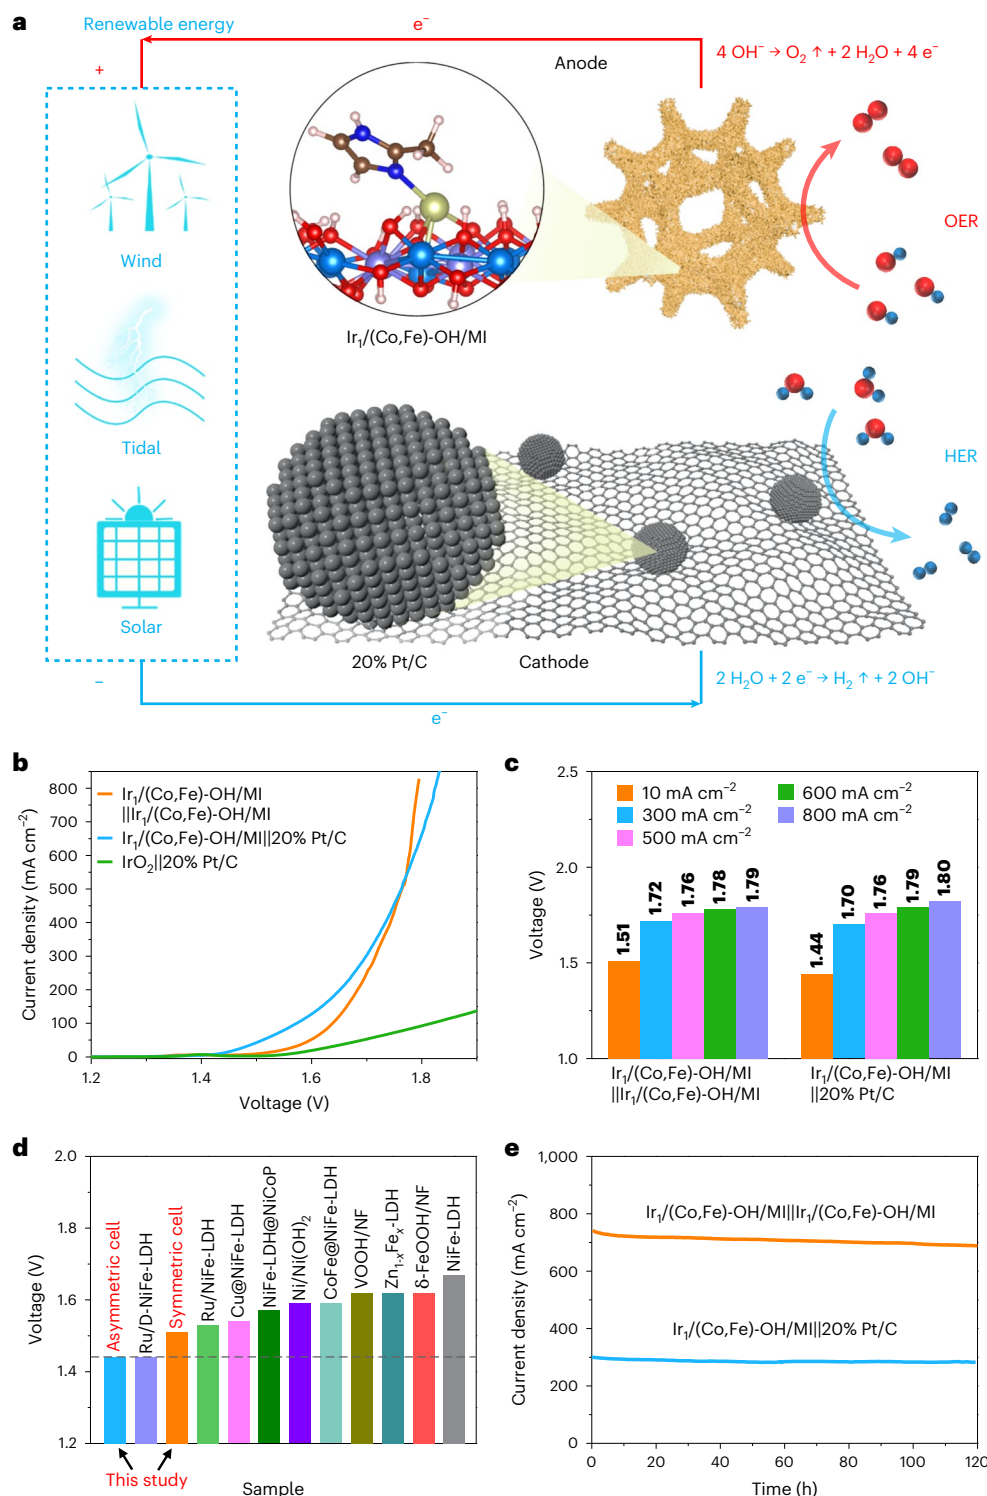 a
Renewable energy
e⁻
4 OH⁻ → O₂ ↑ + 2 H₂O + 4 e⁻
+
Anode
OER
Wind
Ir₁/(Co,Fe)-OH/MI
Tidal
HER
Solar
20% Pt/C
Cathode
−
2 H₂O + 2 e⁻ → H₂ ↑ + 2 OH⁻
e⁻
b
Current density (mA cm⁻²)
800
700
600
500
400
300
200
100
0
Ir₁/(Co,Fe)-OH/MI
||Ir₁/(Co,Fe)-OH/MI
Ir₁/(Co,Fe)-OH/MI||20% Pt/C
IrO₂||20% Pt/C
1.2 1.4 1.6 1.8
Voltage (V)
c
Voltage (V)
2.5
2.0
1.5
1.0
10 mA cm⁻²
300 mA cm⁻²
500 mA cm⁻²
600 mA cm⁻²
800 mA cm⁻²
1.51
1.72
1.76
1.78
1.79
1.44
1.70
1.76
1.79
1.80
Ir₁/(Co,Fe)-OH/MI
||Ir₁/(Co,Fe)-OH/MI
Ir₁/(Co,Fe)-OH/MI
||20% Pt/C
d
Voltage (V)
2.0
1.8
1.6
1.4
1.2
Asymmetric cell
Ru/D-NiFe-LDH
Symmetric cell
Ru/NiFe-LDH
Cu@NiFe-LDH
NiFe-LDH@NiCoP
Ni/Ni(OH)₂
CoFe@NiFe-LDH
VOOH/NF
Zn₁₋ₓFeₓ-LDH
δ-FeOOH/NF
NiFe-LDH
This study
Sample
e
Current density (mA cm⁻²)
1,000
800
600
400
200
0
Ir₁/(Co,Fe)-OH/MI||Ir₁/(Co,Fe)-OH/MI
Ir₁/(Co,Fe)-OH/MI||20% Pt/C
0 20 40 60 80 100 120
Time (h)